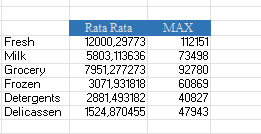 Rata Rata MAX
Fresh 12000,29773 112151
Milk 5803,113636 73498
Grocery 7951,277273 92780
Frozen 3071,931818 60869
Detergents 2881,493182 40827
Delicassen 1524,870455 47943